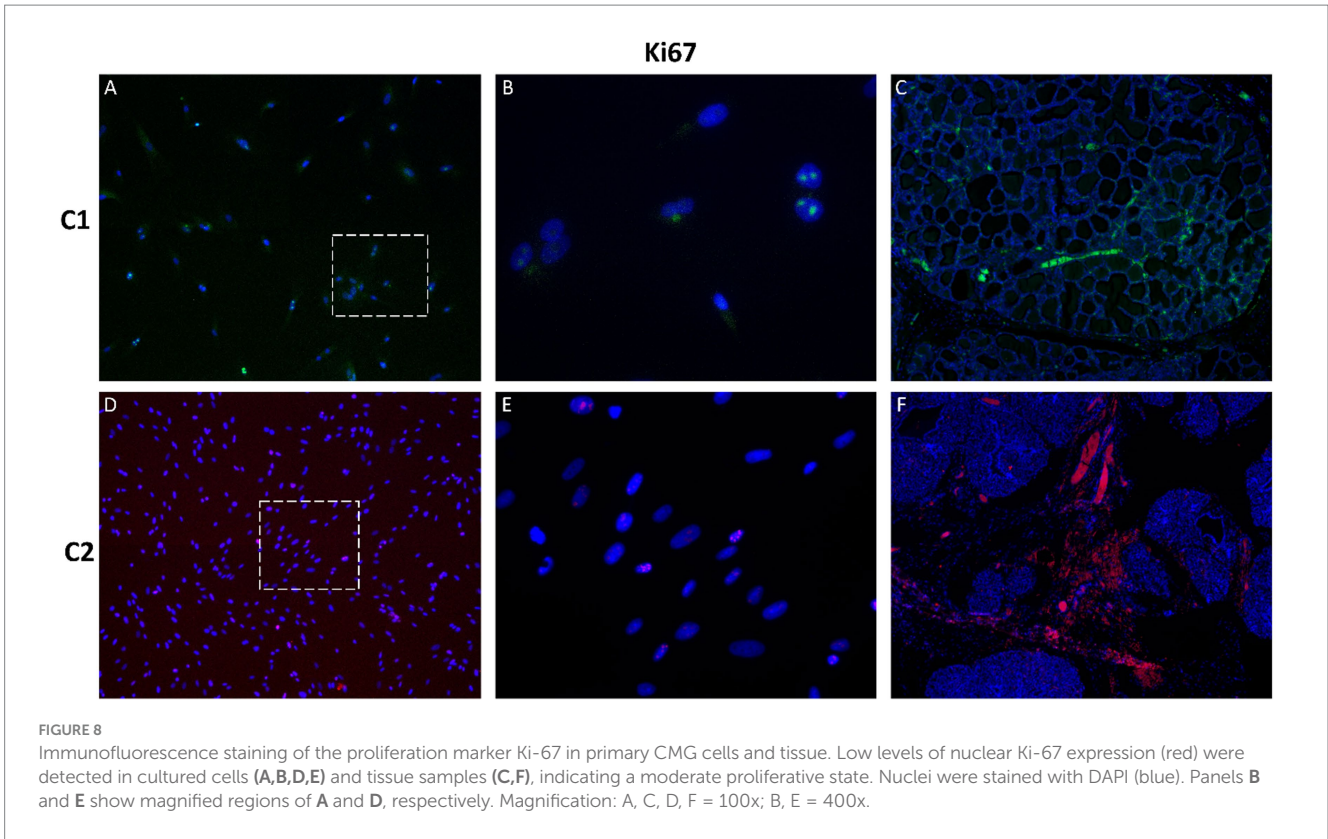 Ki67
A
B
C
C1
D
E
F
C2
FIGURE 8
Immunofluorescence staining of the proliferation marker Ki-67 in primary CMG cells and tissue. Low levels of nuclear Ki-67 expression (red) were
detected in cultured cells (A,B,D,E) and tissue samples (C,F), indicating a moderate proliferative state. Nuclei were stained with DAPI (blue). Panels B
and E show magnified regions of A and D, respectively. Magnification: A, C, D, F = 100x; B, E = 400x.